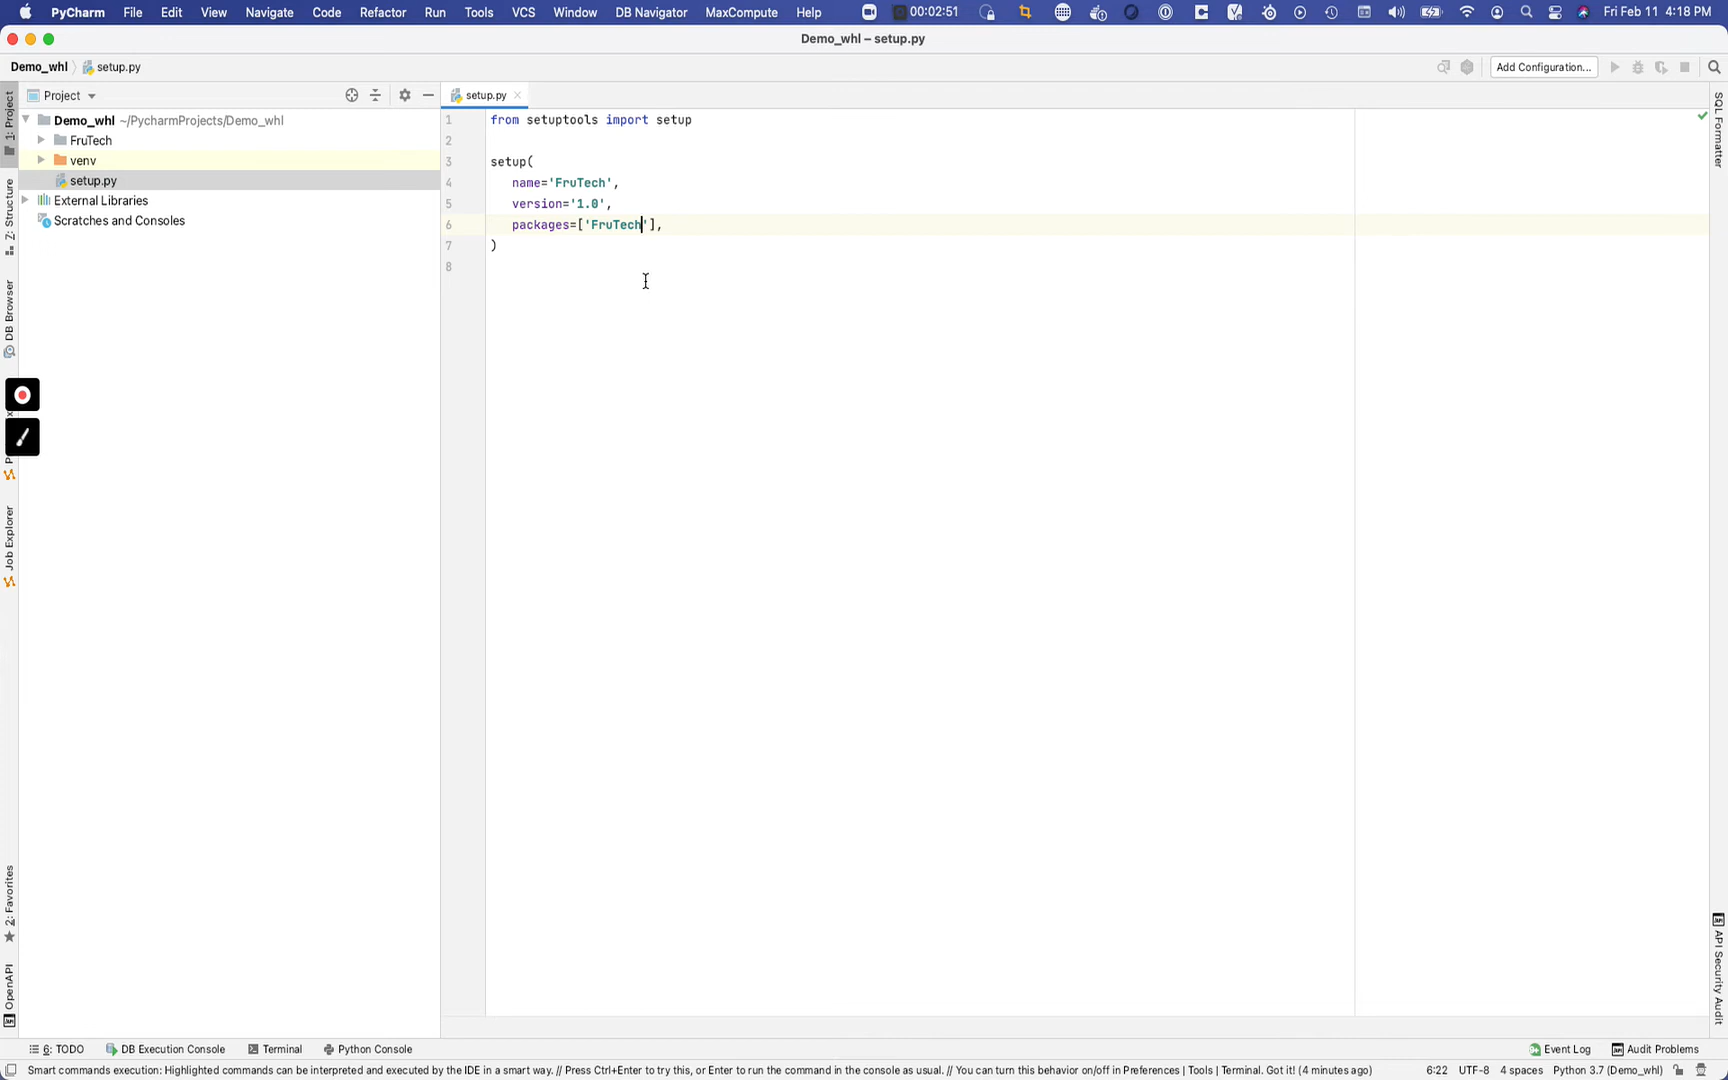 PyCharm File Edit View Navigate Code Refactor Run Tools VCS Window DB Navigator MaxCompute Help 00:02:51 Fri Feb 11 4:18 PM
Demo_whl – setup.py
Demo_whl setup.py Add Configuration...
Project setup.py
Demo_whl ~/PycharmProjects/Demo_whl
FruTech
venv
setup.py
External Libraries
Scratches and Consoles
1 from setuptools import setup
2
3 setup(
4 name='FruTech',
5 version='1.0',
6 packages=['FruTech'],
7 )
8
1: Project
7: Structure
DB Browser
Job Explorer
2: Favorites
OpenAPI
SQL Formatter
API Security Audit
6: TODO DB Execution Console Terminal Python Console Event Log Audit Problems
Smart commands execution: Highlighted commands can be interpreted and executed by the IDE in a smart way. // Press Ctrl+Enter to try this, or Enter to run the command in the console as usual. // You can turn this behavior on/off in Preferences | Tools | Terminal. Got it! (4 minutes ago) 6:22 UTF-8 4 spaces Python 3.7 (Demo_whl)